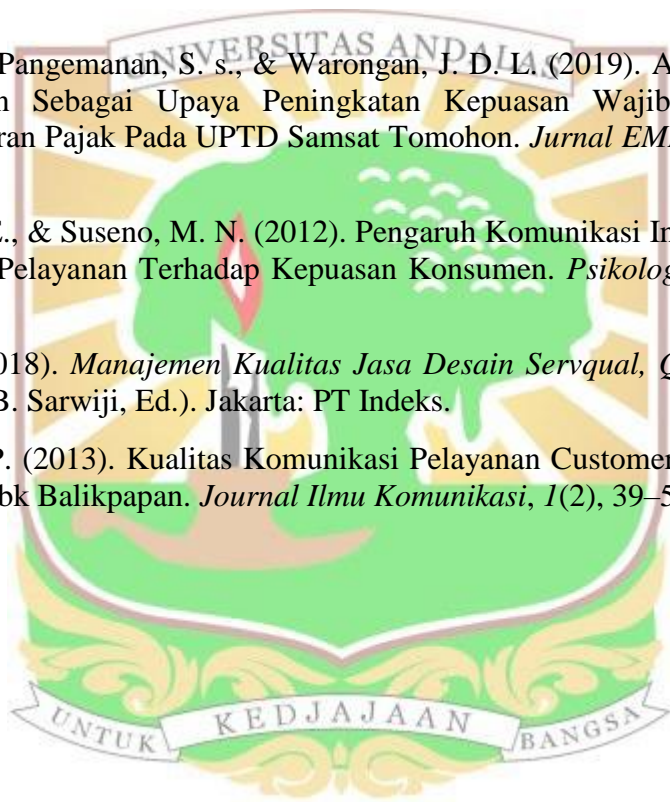 UNIVERSITAS ANDALAS
Pangemanan, S. s., & Warongan, J. D. L. (2019). A
Sebagai Upaya Peningkatan Kepuasan Wajib
ran Pajak Pada UPTD Samsat Tomohon. Jurnal EM
., & Suseno, M. N. (2012). Pengaruh Komunikasi In
Pelayanan Terhadap Kepuasan Konsumen. Psikolog
018). Manajemen Kualitas Jasa Desain Servqual, Q
B. Sarwiji, Ed.). Jakarta: PT Indeks.
P. (2013). Kualitas Komunikasi Pelayanan Customer
bk Balikpapan. Journal Ilmu Komunikasi, 1(2), 39–5
UNTUK KEDJAJAAN BANGSA